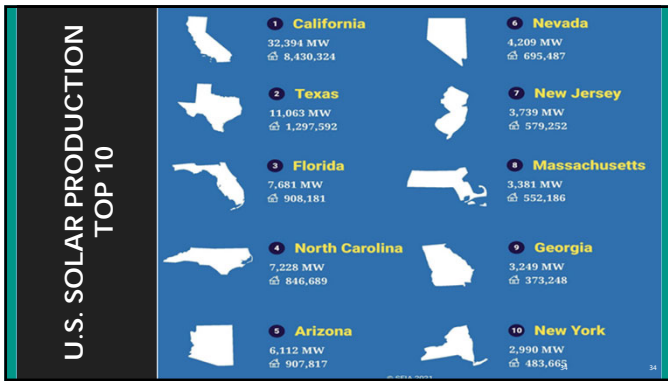 U.S. SOLAR PRODUCTION
TOP 10
1 California
32,394 MW
8,430,324
2 Texas
11,063 MW
1,297,592
3 Florida
7,681 MW
908,181
4 North Carolina
7,228 MW
846,689
5 Arizona
6,112 MW
907,817
6 Nevada
4,209 MW
695,487
7 New Jersey
3,739 MW
579,252
8 Massachusetts
3,381 MW
552,186
9 Georgia
3,249 MW
373,248
10 New York
2,990 MW
483,665
34
34